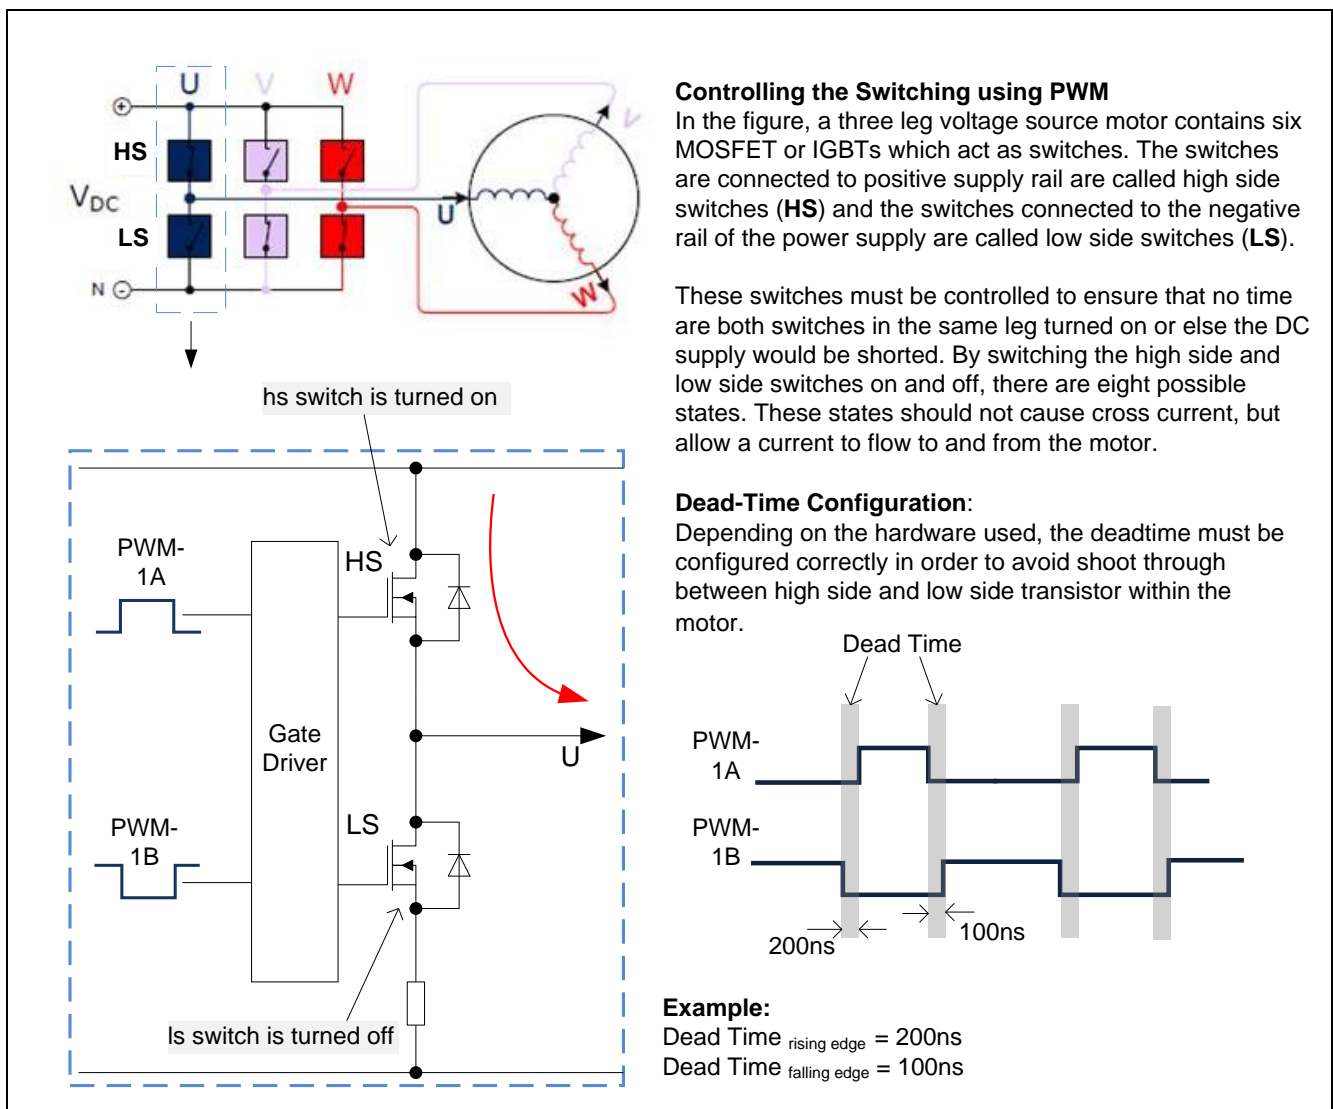 U V W
HS
V_DC
LS
N
U
V
W
hs switch is turned on
PWM-
1A
HS
Gate
Driver
U
PWM-
1B
LS
ls switch is turned off
Controlling the Switching using PWM
In the figure, a three leg voltage source motor contains six
MOSFET or IGBTs which act as switches. The switches
are connected to positive supply rail are called high side
switches (HS) and the switches connected to the negative
rail of the power supply are called low side switches (LS).
These switches must be controlled to ensure that no time
are both switches in the same leg turned on or else the DC
supply would be shorted. By switching the high side and
low side switches on and off, there are eight possible
states. These states should not cause cross current, but
allow a current to flow to and from the motor.
Dead-Time Configuration:
Depending on the hardware used, the deadtime must be
configured correctly in order to avoid shoot through
between high side and low side transistor within the
motor.
Dead Time
PWM-
1A
PWM-
1B
200ns
100ns
Example:
Dead Time rising edge = 200ns
Dead Time falling edge = 100ns